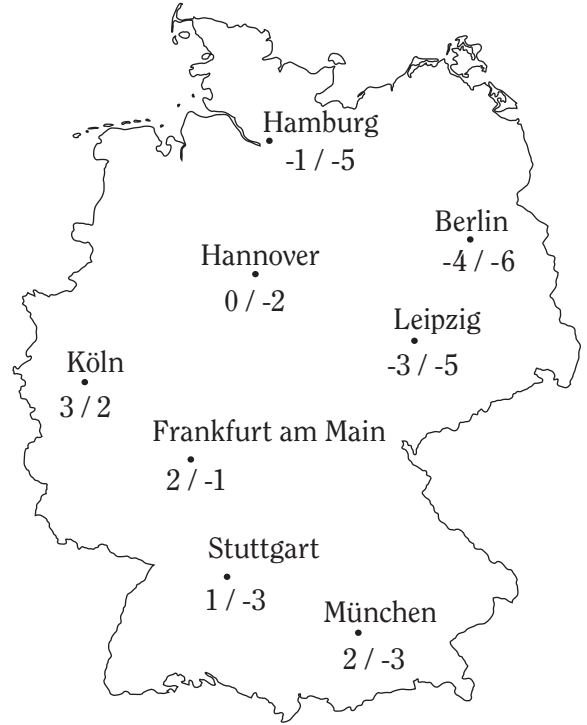 Hamburg
-1 / -5
Berlin
-4 / -6
Hannover
0 / -2
Leipzig
-3 / -5
Köln
3 / 2
Frankfurt am Main
2 / -1
Stuttgart
1 / -3
München
2 / -3